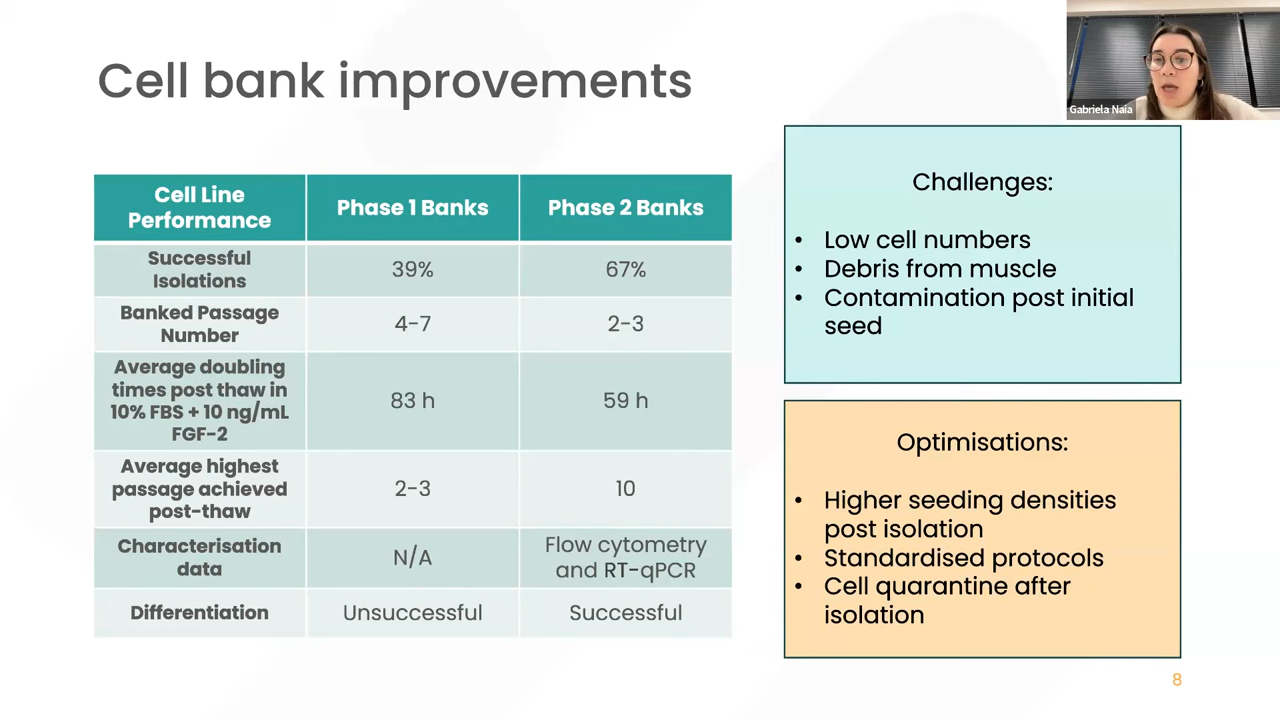 Cell bank improvements
Gabriela Naía
Cell Line
Performance
Phase 1 Banks
Phase 2 Banks
Successful
Isolations
39%
67%
Banked Passage
Number
4-7
2-3
Average doubling
times post thaw in
10% FBS + 10 ng/mL
FGF-2
83 h
59 h
Average highest
passage achieved
post-thaw
2-3
10
Characterisation
data
N/A
Flow cytometry
and RT-qPCR
Differentiation
Unsuccessful
Successful
Challenges:
• Low cell numbers
• Debris from muscle
• Contamination post initial
seed
Optimisations:
• Higher seeding densities
post isolation
• Standardised protocols
• Cell quarantine after
isolation
8